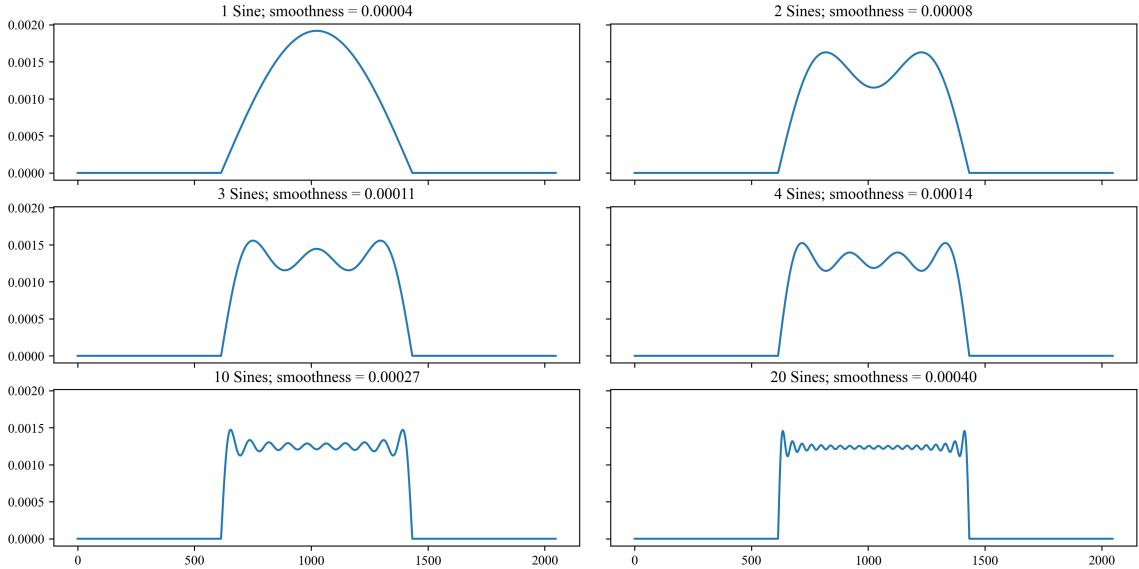 1 Sine; smoothness = 0.00004
2 Sines; smoothness = 0.00008
0.0020
0.0015
0.0010
0.0005
0.0000
3 Sines; smoothness = 0.00011
4 Sines; smoothness = 0.00014
0.0020
0.0015
0.0010
0.0005
0.0000
10 Sines; smoothness = 0.00027
20 Sines; smoothness = 0.00040
0.0020
0.0015
0.0010
0.0005
0.0000
0 500 1000 1500 2000
0 500 1000 1500 2000